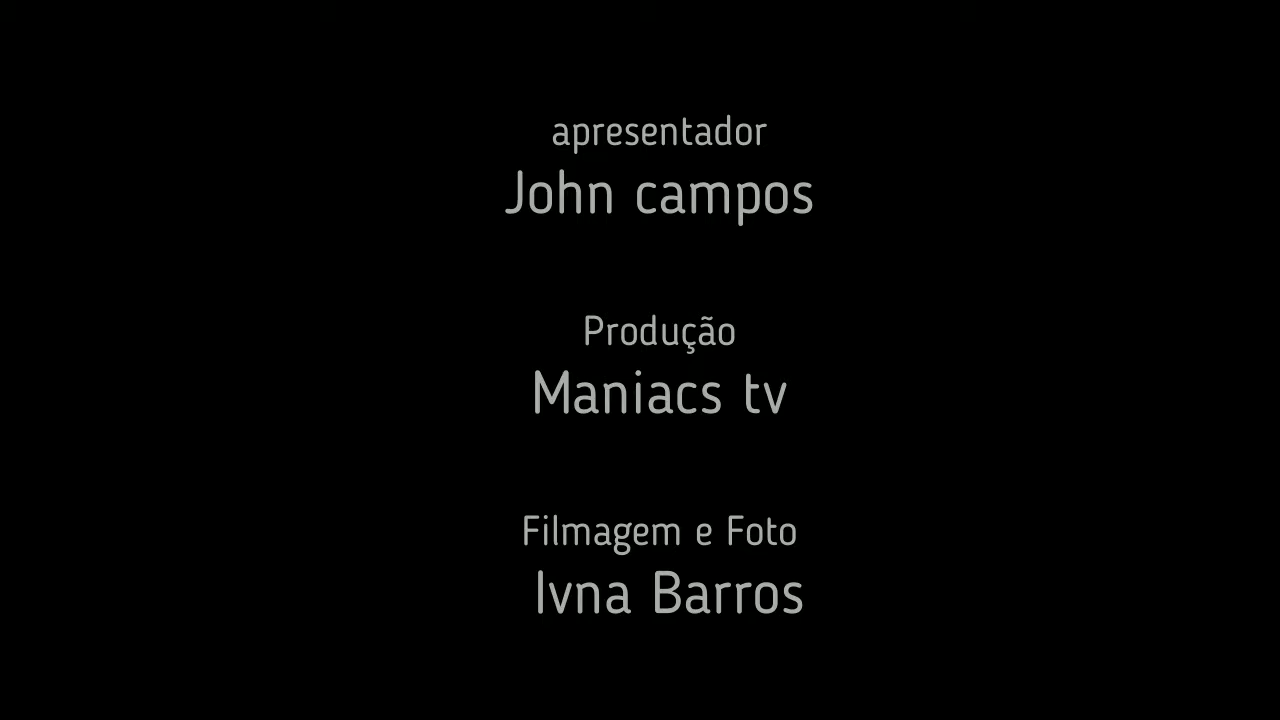 apresentador
John campos
Produção
Maniacs tv
Filmagem e Foto
Ivna Barros